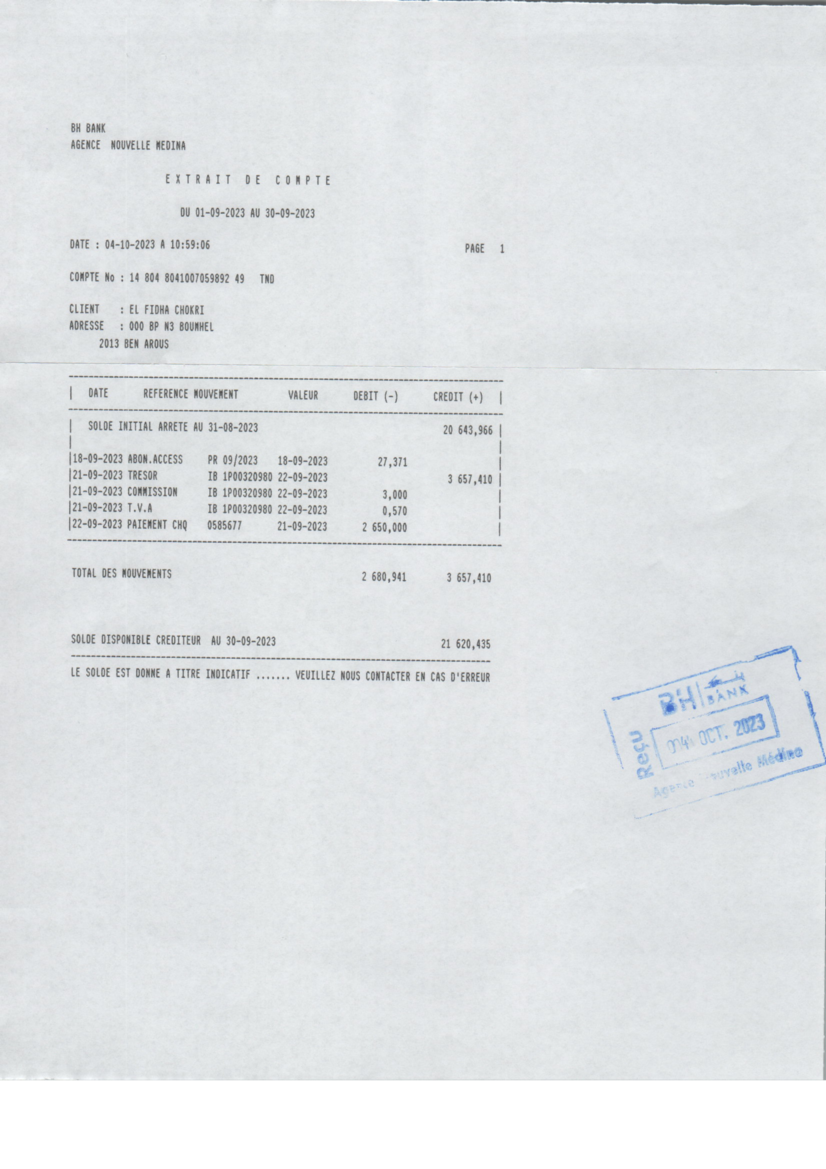 BH BANK
AGENCE NOUVELLE MEDINA
E X T R A I T D E C O M P T E
DU 01-09-2023 AU 30-09-2023
DATE : 04-10-2023 A 10:59:06 PAGE 1
COMPTE No : 14 804 8041007059892 49 TND
CLIENT : EL FIDHA CHOKRI
ADRESSE : 000 BP N3 BOUMHEL
2013 BEN AROUS
| DATE REFERENCE MOUVEMENT VALEUR DEBIT (-) CREDIT (+) |
| SOLDE INITIAL ARRETE AU 31-08-2023 20 643,966 |
|18-09-2023 ABON.ACCESS PR 09/2023 18-09-2023 27,371 |
|21-09-2023 TRESOR IB 1P00320980 22-09-2023 3 657,410 |
|21-09-2023 COMMISSION IB 1P00320980 22-09-2023 3,000 |
|21-09-2023 T.V.A IB 1P00320980 22-09-2023 0,570 |
|22-09-2023 PAIEMENT CHQ 0585677 21-09-2023 2 650,000 |
TOTAL DES MOUVEMENTS 2 680,941 3 657,410
SOLDE DISPONIBLE CREDITEUR AU 30-09-2023 21 620,435
LE SOLDE EST DONNE A TITRE INDICATIF ....... VEUILLEZ NOUS CONTACTER EN CAS D'ERREUR
BH BANK
Reçu
OCT. 2023
Agence Nouvelle Médina